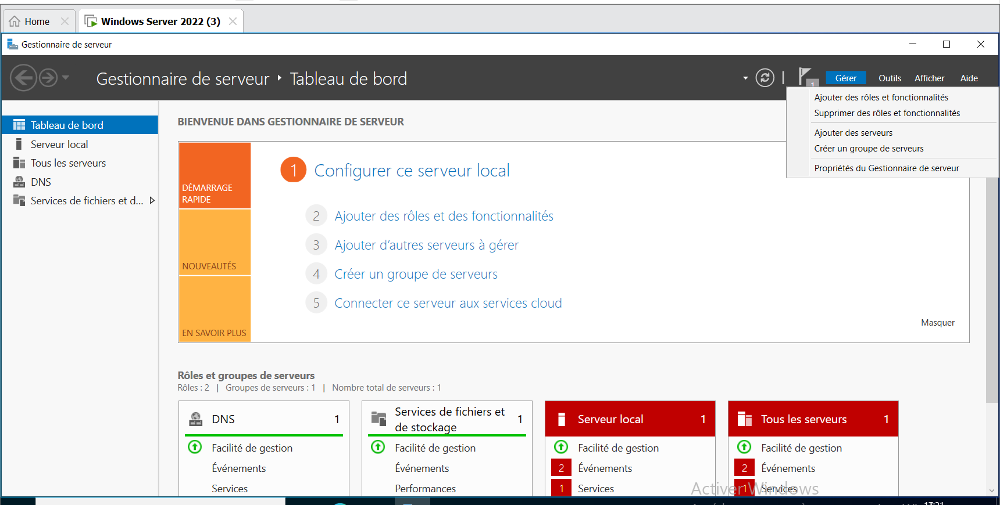 Home
Windows Server 2022 (3)
Gestionnaire de serveur
Gestionnaire de serveur ‣ Tableau de bord
1
Gérer
Outils
Afficher
Aide
Ajouter des rôles et fonctionnalités
Supprimer des rôles et fonctionnalités
Ajouter des serveurs
Créer un groupe de serveurs
Propriétés du Gestionnaire de serveur
Tableau de bord
Serveur local
Tous les serveurs
DNS
Services de fichiers et d...
BIENVENUE DANS GESTIONNAIRE DE SERVEUR
DÉMARRAGE
RAPIDE
NOUVEAUTÉS
EN SAVOIR PLUS
1 Configurer ce serveur local
2 Ajouter des rôles et des fonctionnalités
3 Ajouter d’autres serveurs à gérer
4 Créer un groupe de serveurs
5 Connecter ce serveur aux services cloud
Masquer
Rôles et groupes de serveurs
Rôles : 2 | Groupes de serveurs : 1 | Nombre total de serveurs : 1
DNS 1
Facilité de gestion
Événements
Services
Services de fichiers et
de stockage 1
Facilité de gestion
Événements
Performances
Serveur local 1
Facilité de gestion
2 Événements
1 Services
Tous les serveurs 1
Facilité de gestion
2 Événements
1 Services
Activer Windows
17:21